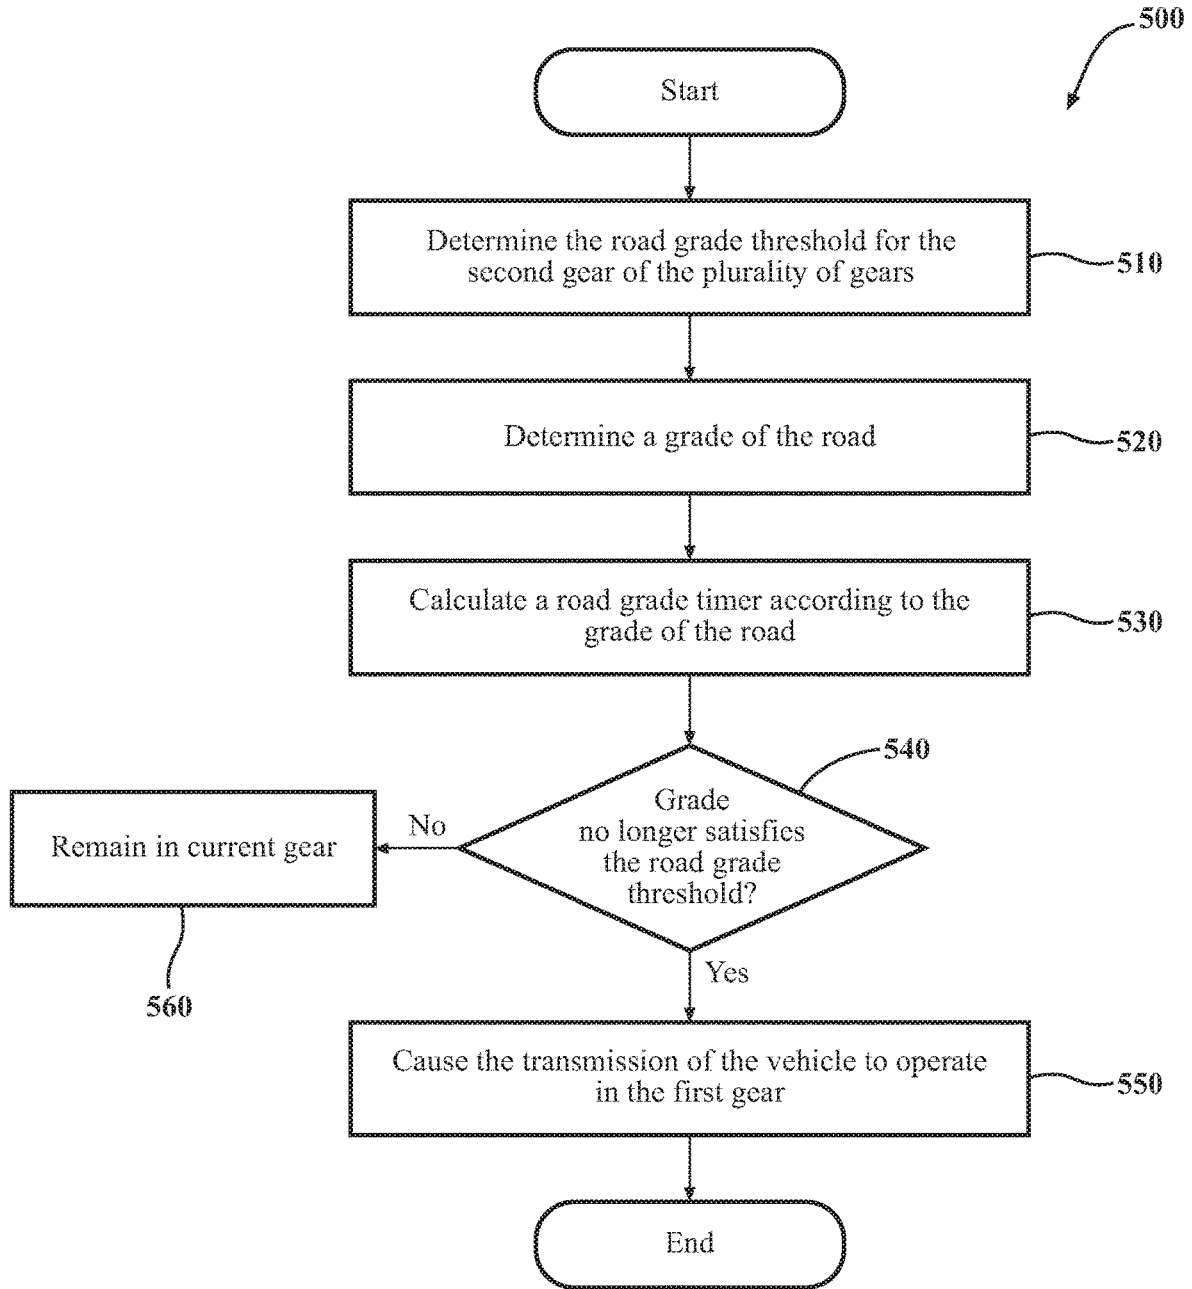 500
Start
Determine the road grade threshold for the
second gear of the plurality of gears
510
Determine a grade of the road
520
Calculate a road grade timer according to the
grade of the road
530
540
Grade
no longer satisfies
the road grade
threshold?
No
Remain in current gear
560
Yes
Cause the transmission of the vehicle to operate
in the first gear
550
End